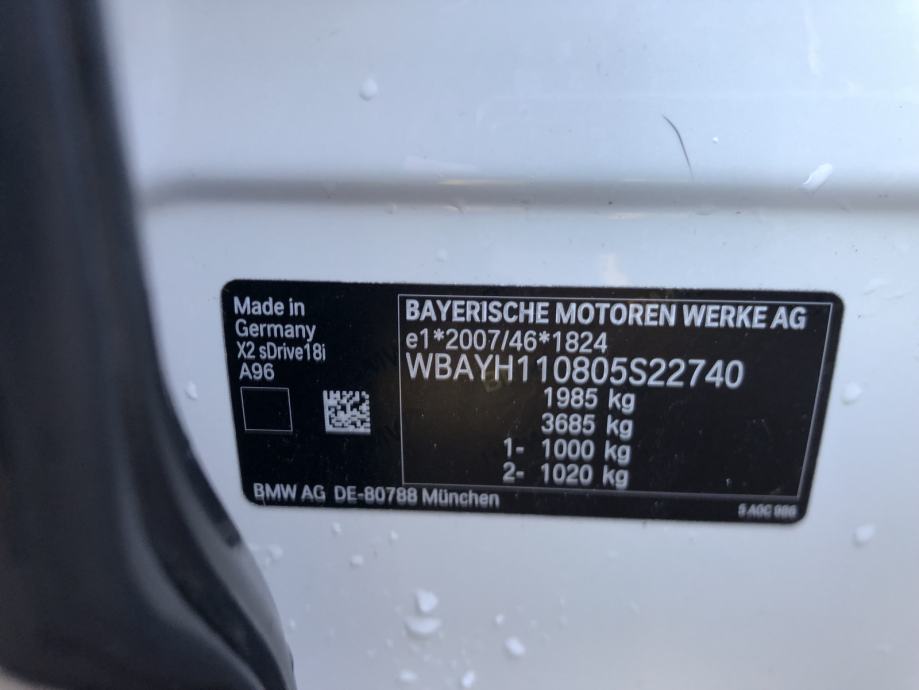 Made in
Germany
X2 sDrive18i
A96
BAYERISCHE MOTOREN WERKE AG
e1*2007/46*1824
WBAYH110805S22740
1985 kg
3685 kg
1- 1000 kg
2- 1020 kg
BMW AG DE-80788 München